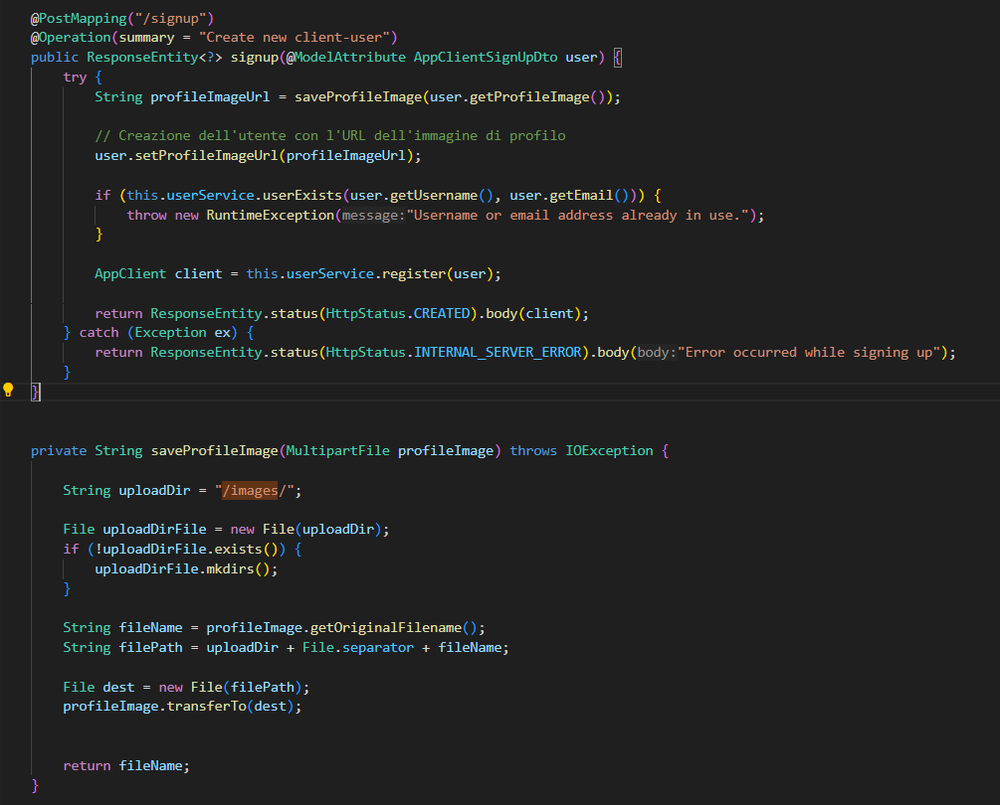 @PostMapping("/signup")
@Operation(summary = "Create new client-user")
public ResponseEntity<?> signup(@ModelAttribute AppClientSignUpDto user) {
    try {
        String profileImageUrl = saveProfileImage(user.getProfileImage());

        // Creazione dell'utente con l'URL dell'immagine di profilo
        user.setProfileImageUrl(profileImageUrl);

        if (this.userService.userExists(user.getUsername(), user.getEmail())) {
            throw new RuntimeException(message:"Username or email address already in use.");
        }

        AppClient client = this.userService.register(user);

        return ResponseEntity.status(HttpStatus.CREATED).body(client);
    } catch (Exception ex) {
        return ResponseEntity.status(HttpStatus.INTERNAL_SERVER_ERROR).body(body:"Error occurred while signing up");
    }
}

private String saveProfileImage(MultipartFile profileImage) throws IOException {

    String uploadDir = "/images/";

    File uploadDirFile = new File(uploadDir);
    if (!uploadDirFile.exists()) {
        uploadDirFile.mkdirs();
    }

    String fileName = profileImage.getOriginalFilename();
    String filePath = uploadDir + File.separator + fileName;

    File dest = new File(filePath);
    profileImage.transferTo(dest);

    return fileName;
}